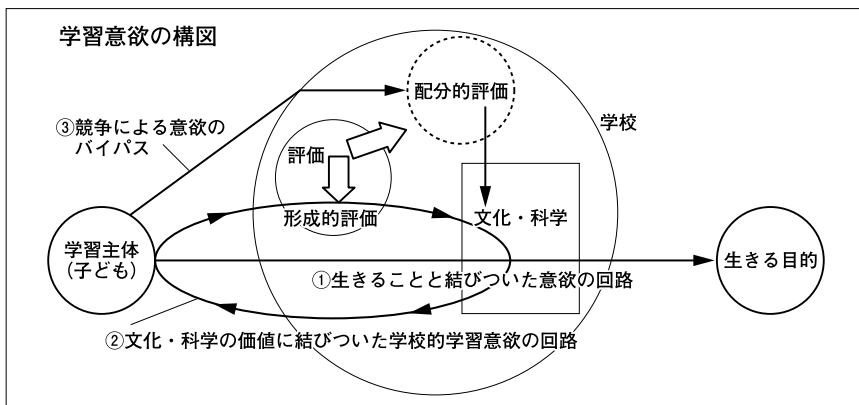 学習意欲の構図
配分的評価
学校
③競争による意欲の
バイパス
評価
形成的評価
文化・科学
学習主体
（子ども）
生きる目的
①生きることと結びついた意欲の回路
②文化・科学の価値に結びついた学校的学習意欲の回路